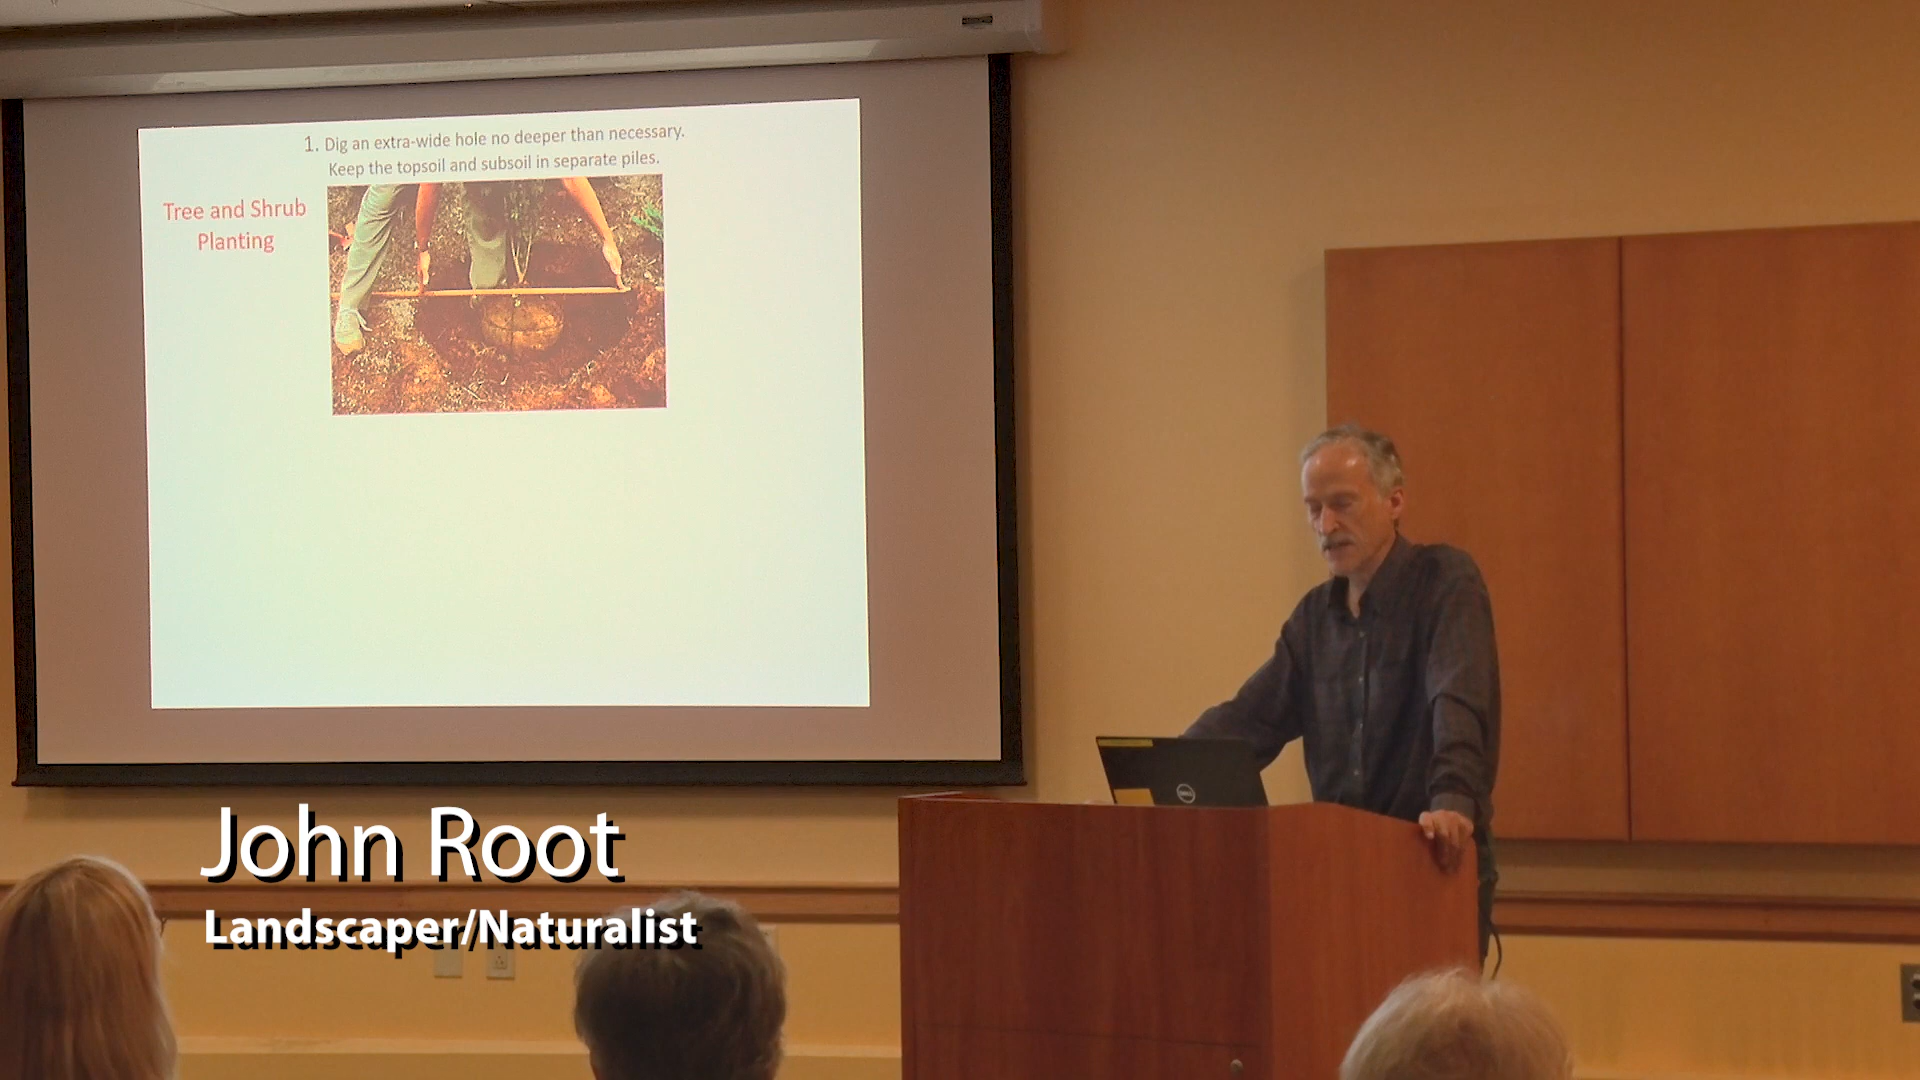 1. Dig an extra-wide hole no deeper than necessary.
Keep the topsoil and subsoil in separate piles.
Tree and Shrub
Planting
DELL
John Root
Landscaper/Naturalist